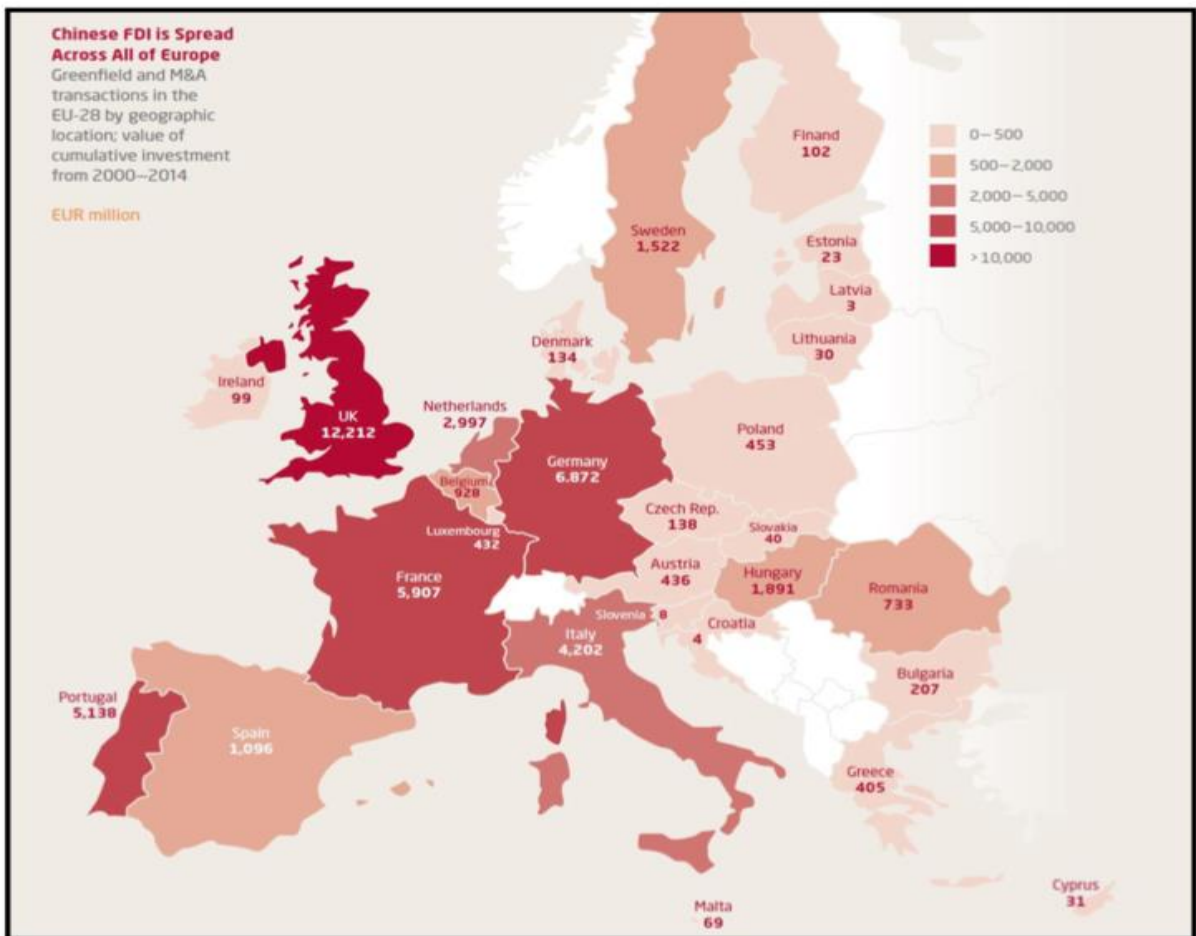 Chinese FDI is Spread
Across All of Europe
Greenfield and M&A
transactions in the
EU-28 by geographic
location; value of
cumulative investment
from 2000—2014
EUR million
0—500
500—2,000
2,000—5,000
5,000—10,000
>10,000
Finand
102
Sweden
1,522
Estonia
23
Latvia
3
Lithuania
30
Denmark
134
Ireland
99
UK
12,212
Netherlands
2,997
Belgium
928
Luxembourg
432
Germany
6.872
Poland
453
Czech Rep.
138
Slovakia
40
Austria
436
Hungary
1,891
Romania
733
France
5,907
Slovenia 8
Croatia
4
Italy
4,202
Bulgaria
207
Portugal
5,138
Spain
1,096
Greece
405
Cyprus
31
Malta
69